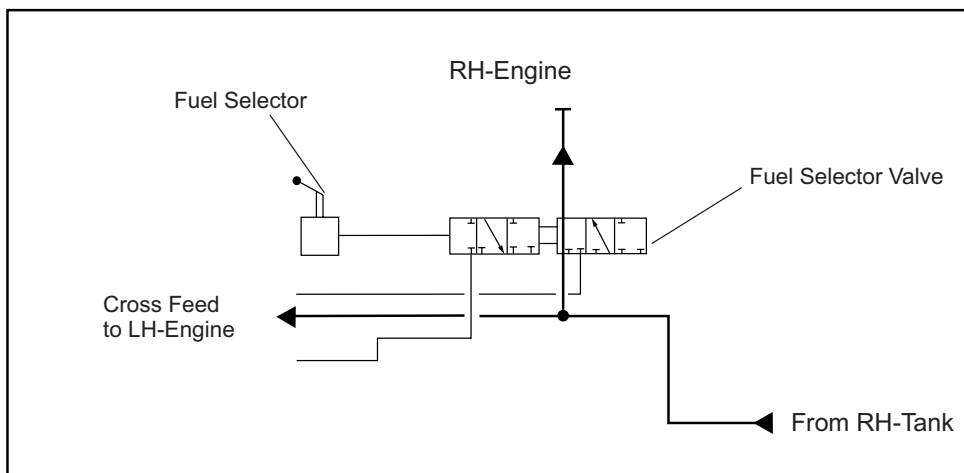 RH-Engine
Fuel Selector
Fuel Selector Valve
Cross Feed
to LH-Engine
From RH-Tank